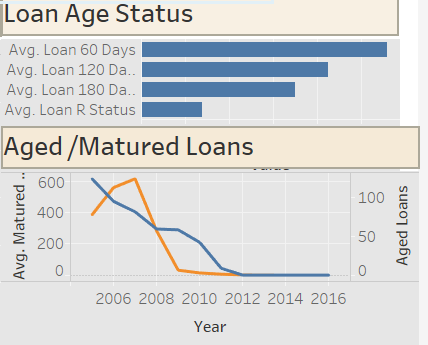 Loan Age Status
Avg. Loan 60 Days
Avg. Loan 120 Da..
Avg. Loan 180 Da..
Avg. Loan R Status
Aged /Matured Loans
Avg. Matured ..
600
400
200
0
100
50
0
Aged Loans
2006 2008 2010 2012 2014 2016
Year